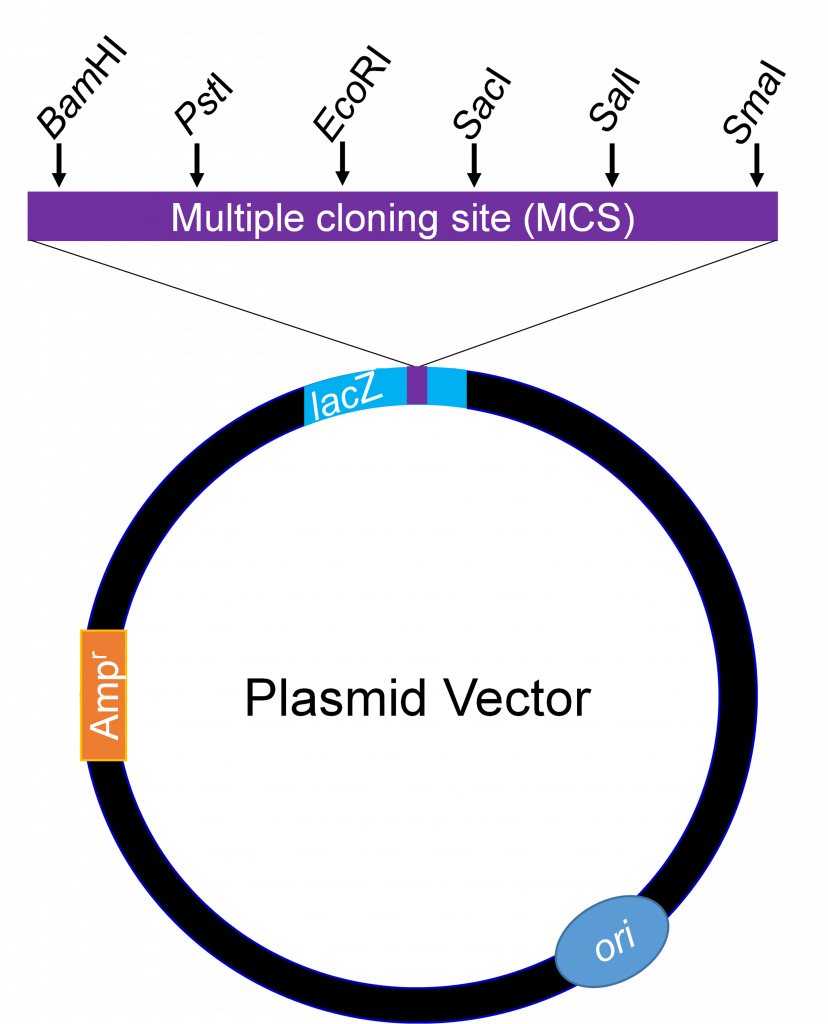 BamHI
PstI
EcoRI
SacI
SalI
SmaI
Multiple cloning site (MCS)
lacZ
Ampʳ
Plasmid Vector
ori